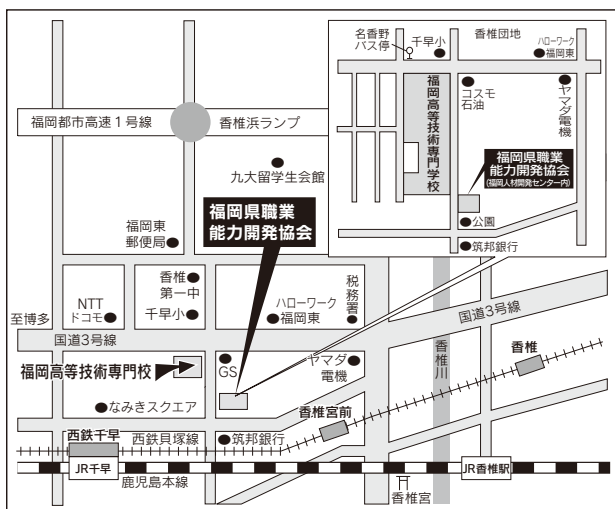 名香野
バス停
千早小
香椎団地
ハローワーク
福岡東
福岡高等技術専門学校
コスモ
石油
ヤマダ電機
福岡県職業
能力開発協会
(福岡人材開発センター内)
公園
筑邦銀行
福岡都市高速1号線
香椎浜ランプ
九大留学生会館
福岡県職業
能力開発協会
福岡東
郵便局
香椎
第一中
NTT
ドコモ
千早小
ハローワーク
福岡東
税務署
至博多
国道3号線
国道3号線
福岡高等技術専門校
GS
ヤマダ
電機
香椎川
香椎
なみきスクエア
香椎宮前
西鉄千早
西鉄貝塚線
筑邦銀行
JR千早
JR香椎駅
鹿児島本線
香椎宮